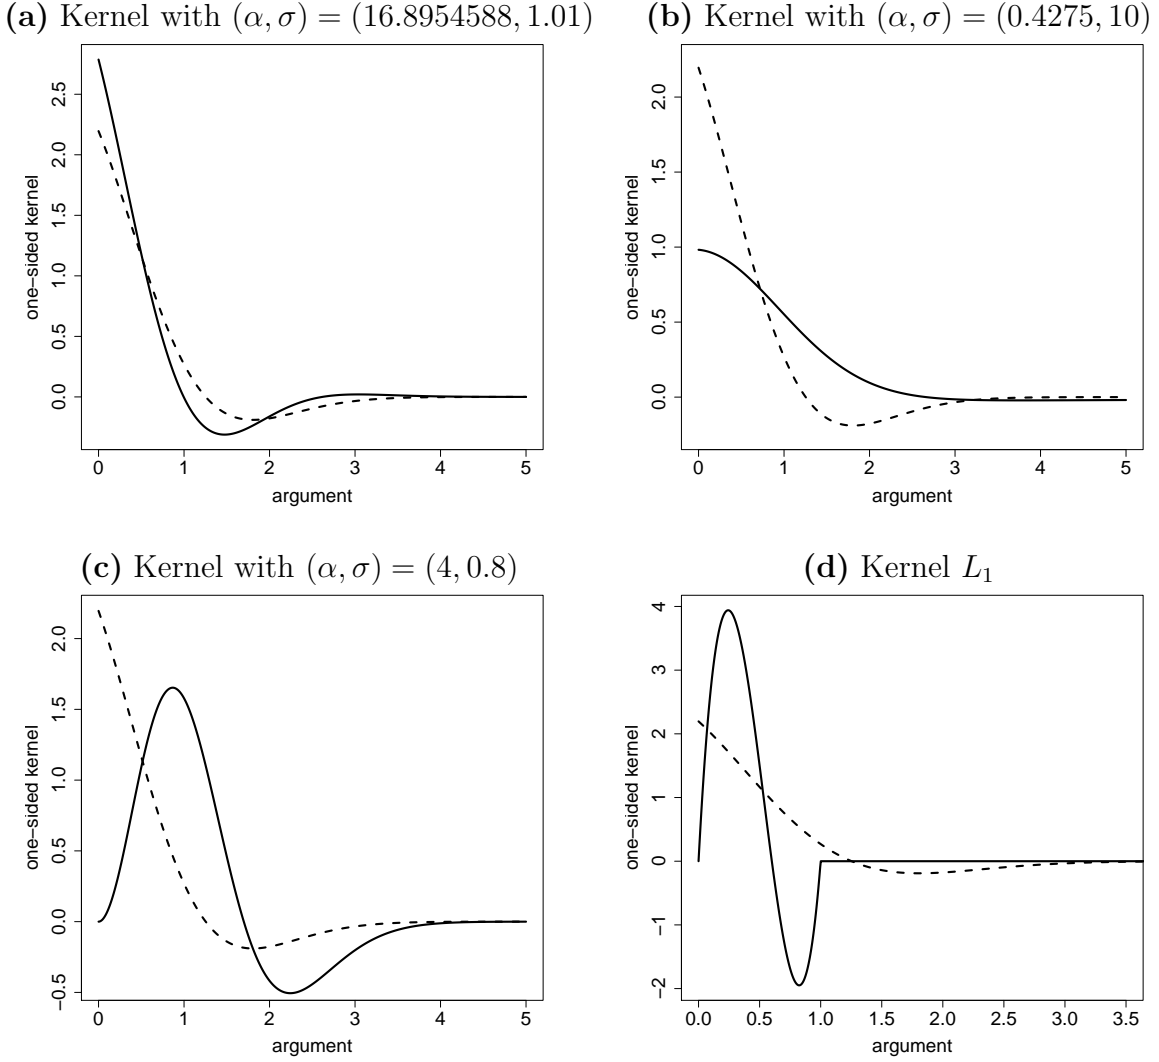 (a) Kernel with (α, σ) = (16.8954588, 1.01)
one−sided kernel
2.5
2.0
1.5
1.0
0.5
0.0
0 1 2 3 4 5
argument
(b) Kernel with (α, σ) = (0.4275, 10)
one−sided kernel
2.0
1.5
1.0
0.5
0.0
0 1 2 3 4 5
argument
(c) Kernel with (α, σ) = (4, 0.8)
one−sided kernel
2.0
1.5
1.0
0.5
0.0
−0.5
0 1 2 3 4 5
argument
(d) Kernel L₁
one−sided kernel
4
3
2
1
0
−1
−2
0.0 0.5 1.0 1.5 2.0 2.5 3.0 3.5
argument